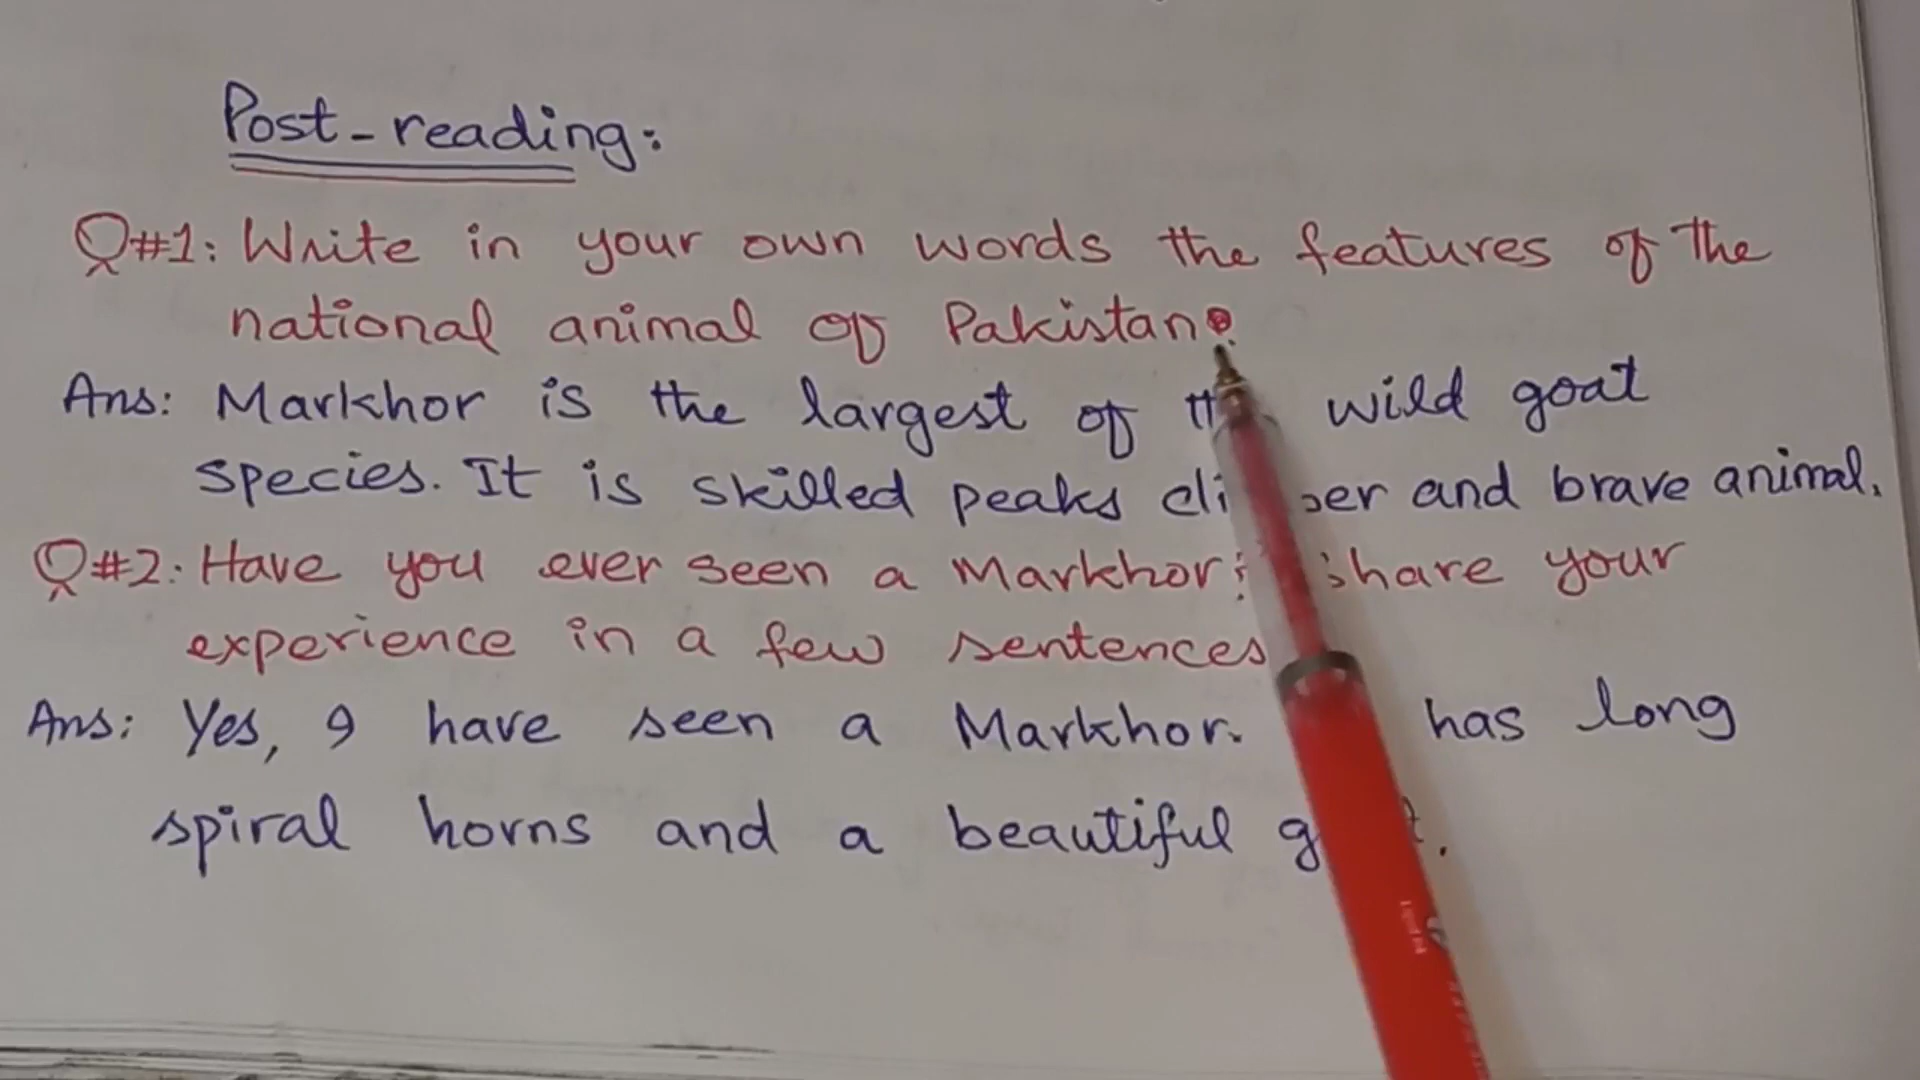 Post-reading:
Q#1: Write in your own words the features of the
national animal of Pakistan.
Ans: Markhor is the largest of wild goat
species. It is skilled peaks and brave animal.
Q#2: Have you ever seen a Markhor? share your
experience in a few sentences
Ans: Yes, I have seen a Markhor. has long
spiral horns and a beautiful